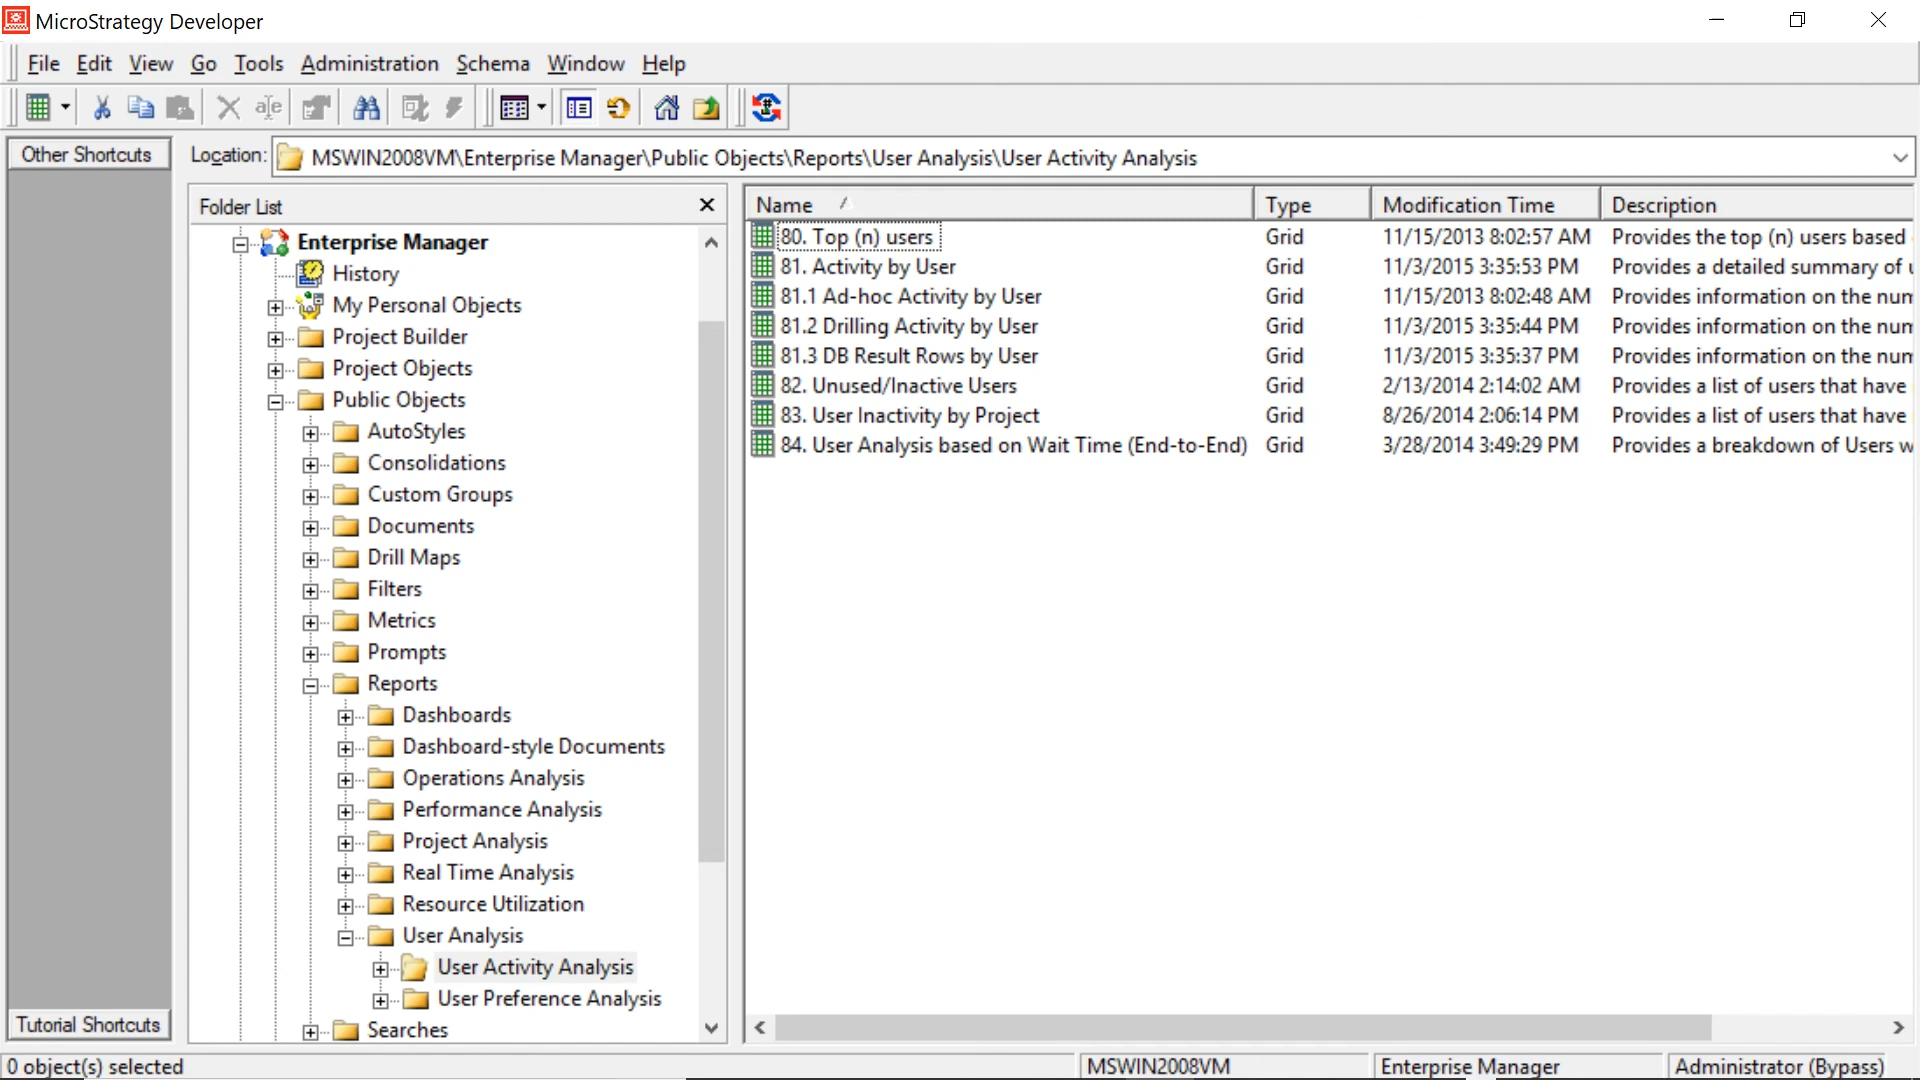 MicroStrategy Developer
File Edit View Go Tools Administration Schema Window Help
Other Shortcuts
Location: MSWIN2008VM\Enterprise Manager\Public Objects\Reports\User Analysis\User Activity Analysis
Folder List
Enterprise Manager
History
My Personal Objects
Project Builder
Project Objects
Public Objects
AutoStyles
Consolidations
Custom Groups
Documents
Drill Maps
Filters
Metrics
Prompts
Reports
Dashboards
Dashboard-style Documents
Operations Analysis
Performance Analysis
Project Analysis
Real Time Analysis
Resource Utilization
User Analysis
User Activity Analysis
User Preference Analysis
Searches
Tutorial Shortcuts
Name Type Modification Time Description
80. Top (n) users Grid 11/15/2013 8:02:57 AM Provides the top (n) users based
81. Activity by User Grid 11/3/2015 3:35:53 PM Provides a detailed summary of
81.1 Ad-hoc Activity by User Grid 11/15/2013 8:02:48 AM Provides information on the num
81.2 Drilling Activity by User Grid 11/3/2015 3:35:44 PM Provides information on the num
81.3 DB Result Rows by User Grid 11/3/2015 3:35:37 PM Provides information on the num
82. Unused/Inactive Users Grid 2/13/2014 2:14:02 AM Provides a list of users that have
83. User Inactivity by Project Grid 8/26/2014 2:06:14 PM Provides a list of users that have
84. User Analysis based on Wait Time (End-to-End) Grid 3/28/2014 3:49:29 PM Provides a breakdown of Users w
0 object(s) selected MSWIN2008VM Enterprise Manager Administrator (Bypass)